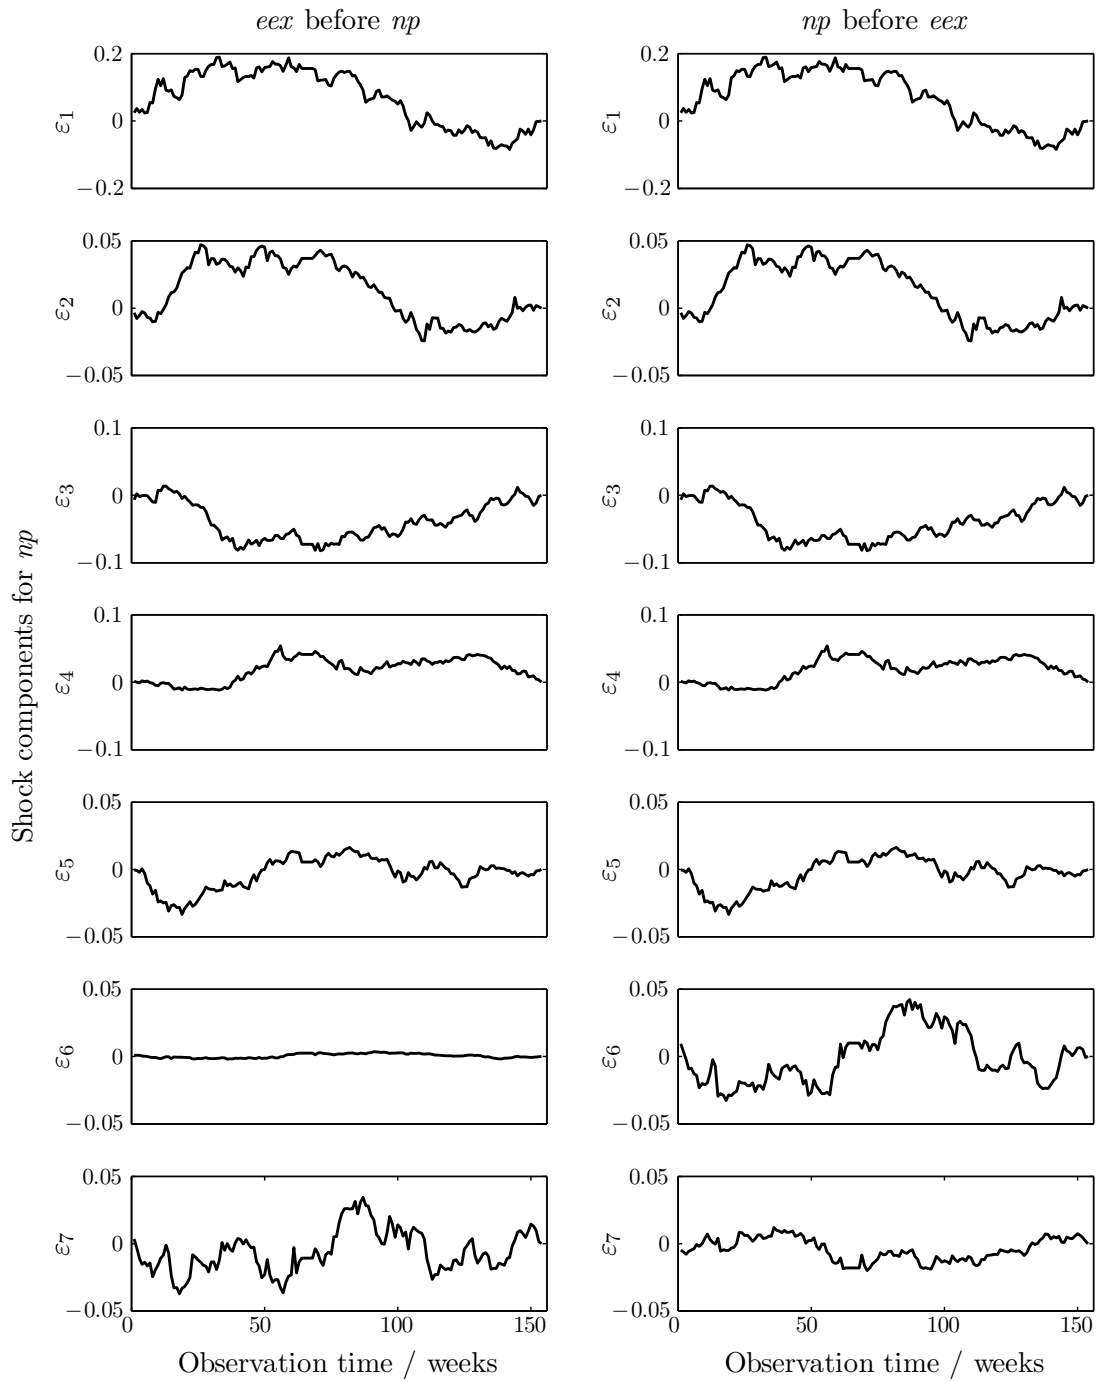 eex before np
np before eex
Shock components for np
0.2
0
−0.2
ε1
0.2
0
−0.2
ε1
0.05
0
−0.05
ε2
0.05
0
−0.05
ε2
0.1
0
−0.1
ε3
0.1
0
−0.1
ε3
0.1
0
−0.1
ε4
0.1
0
−0.1
ε4
0.05
0
−0.05
ε5
0.05
0
−0.05
ε5
0.05
0
−0.05
ε6
0.05
0
−0.05
ε6
0.05
0
−0.05
ε7
0.05
0
−0.05
ε7
0 50 100 150
0 50 100 150
Observation time / weeks
Observation time / weeks